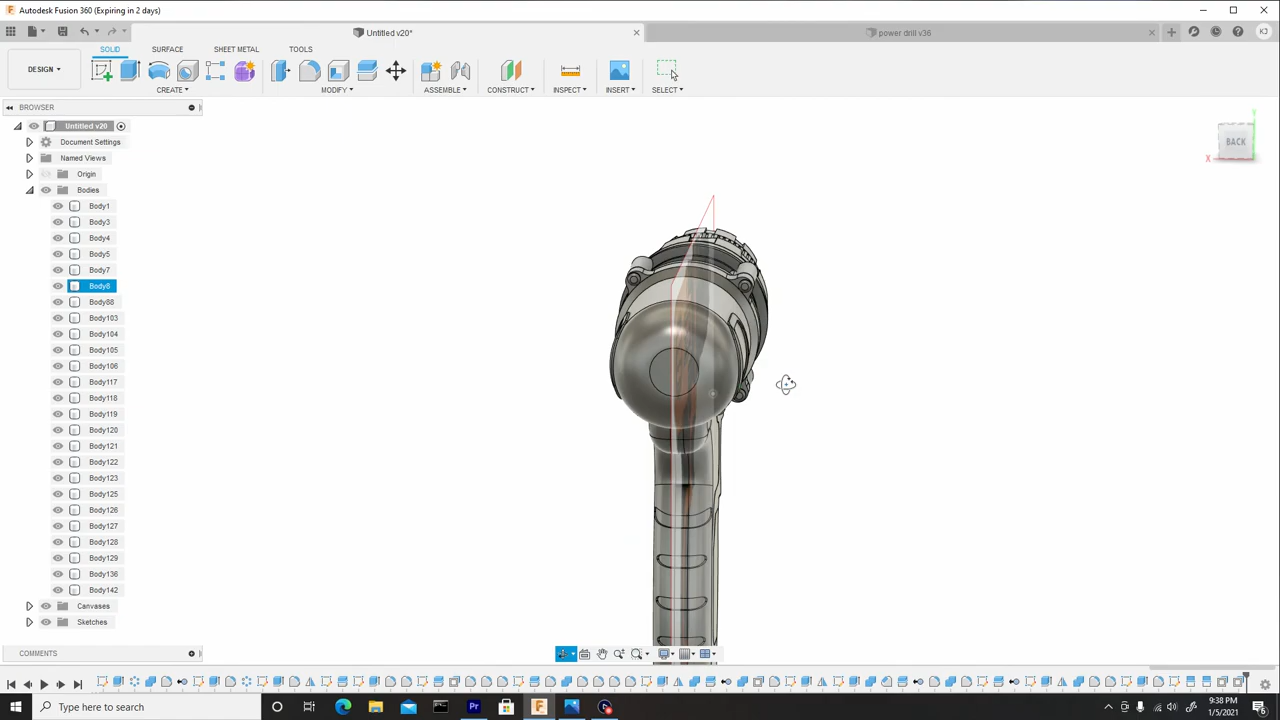 Autodesk Fusion 360 (Expiring in 2 days)
Untitled v20*
power drill v36
KJ
DESIGN
SOLID
SURFACE
SHEET METAL
TOOLS
CREATE
MODIFY
ASSEMBLE
CONSTRUCT
INSPECT
INSERT
SELECT
BROWSER
Untitled v20
Document Settings
Named Views
Origin
Bodies
Body1
Body3
Body4
Body5
Body7
Body8
Body88
Body103
Body104
Body105
Body106
Body117
Body118
Body119
Body120
Body121
Body122
Body123
Body125
Body126
Body127
Body128
Body129
Body136
Body142
Canvases
Sketches
COMMENTS
Y
BACK
X
Type here to search
Pr
9:38 PM
1/5/2021